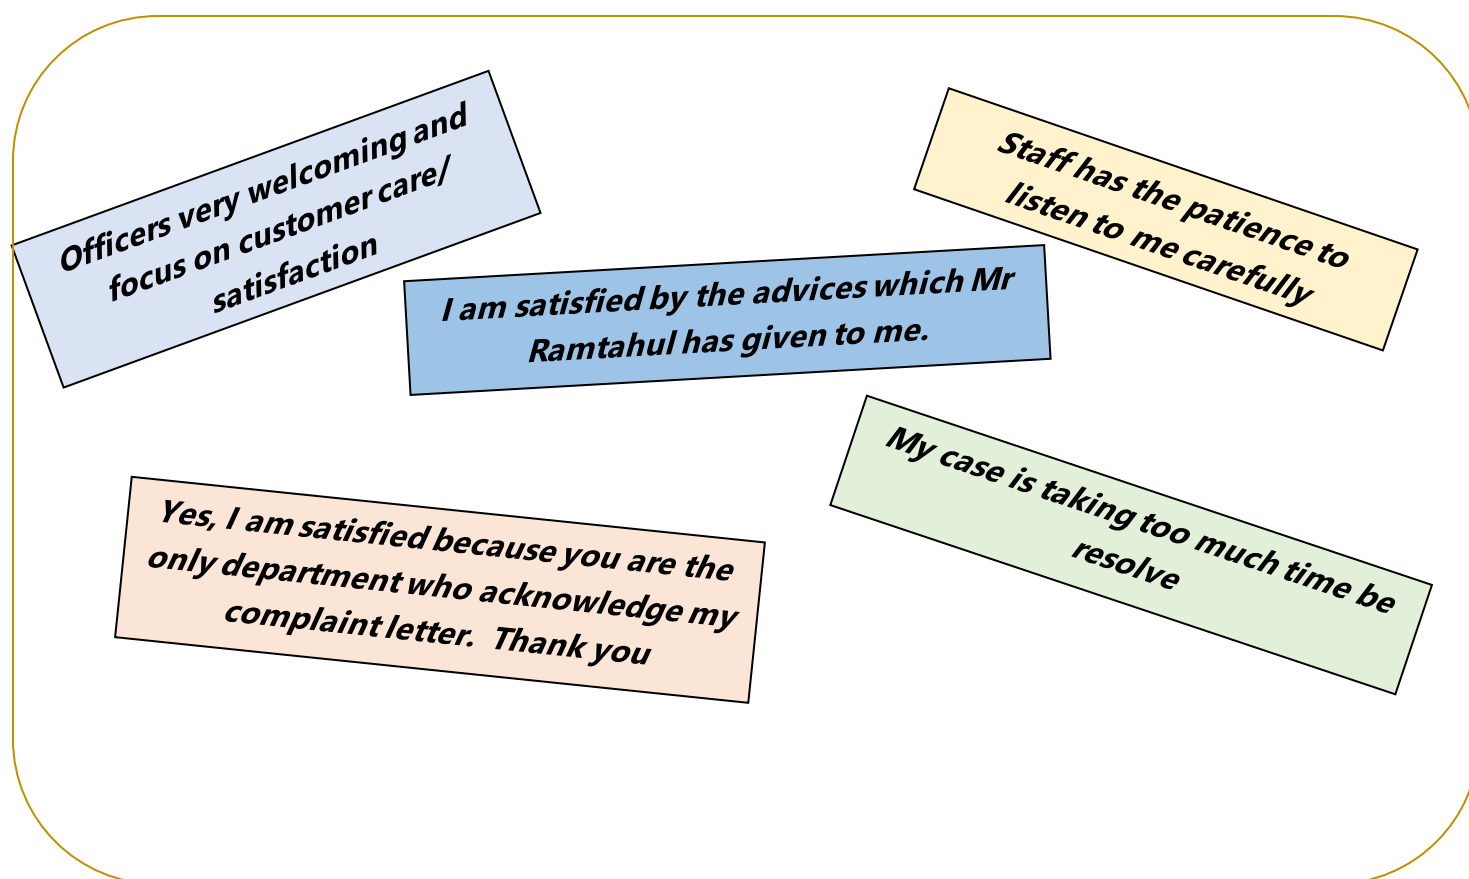 Officers very welcoming and
focus on customer care/
satisfaction
Staff has the patience to
listen to me carefully
I am satisfied by the advices which Mr
Ramtahul has given to me.
My case is taking too much time be
resolve
Yes, I am satisfied because you are the
only department who acknowledge my
complaint letter.  Thank you